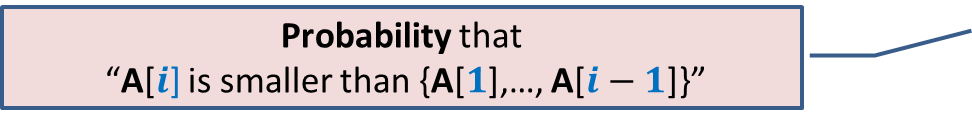 Probability that
“A[i] is smaller than {A[1],…, A[i − 1]}”